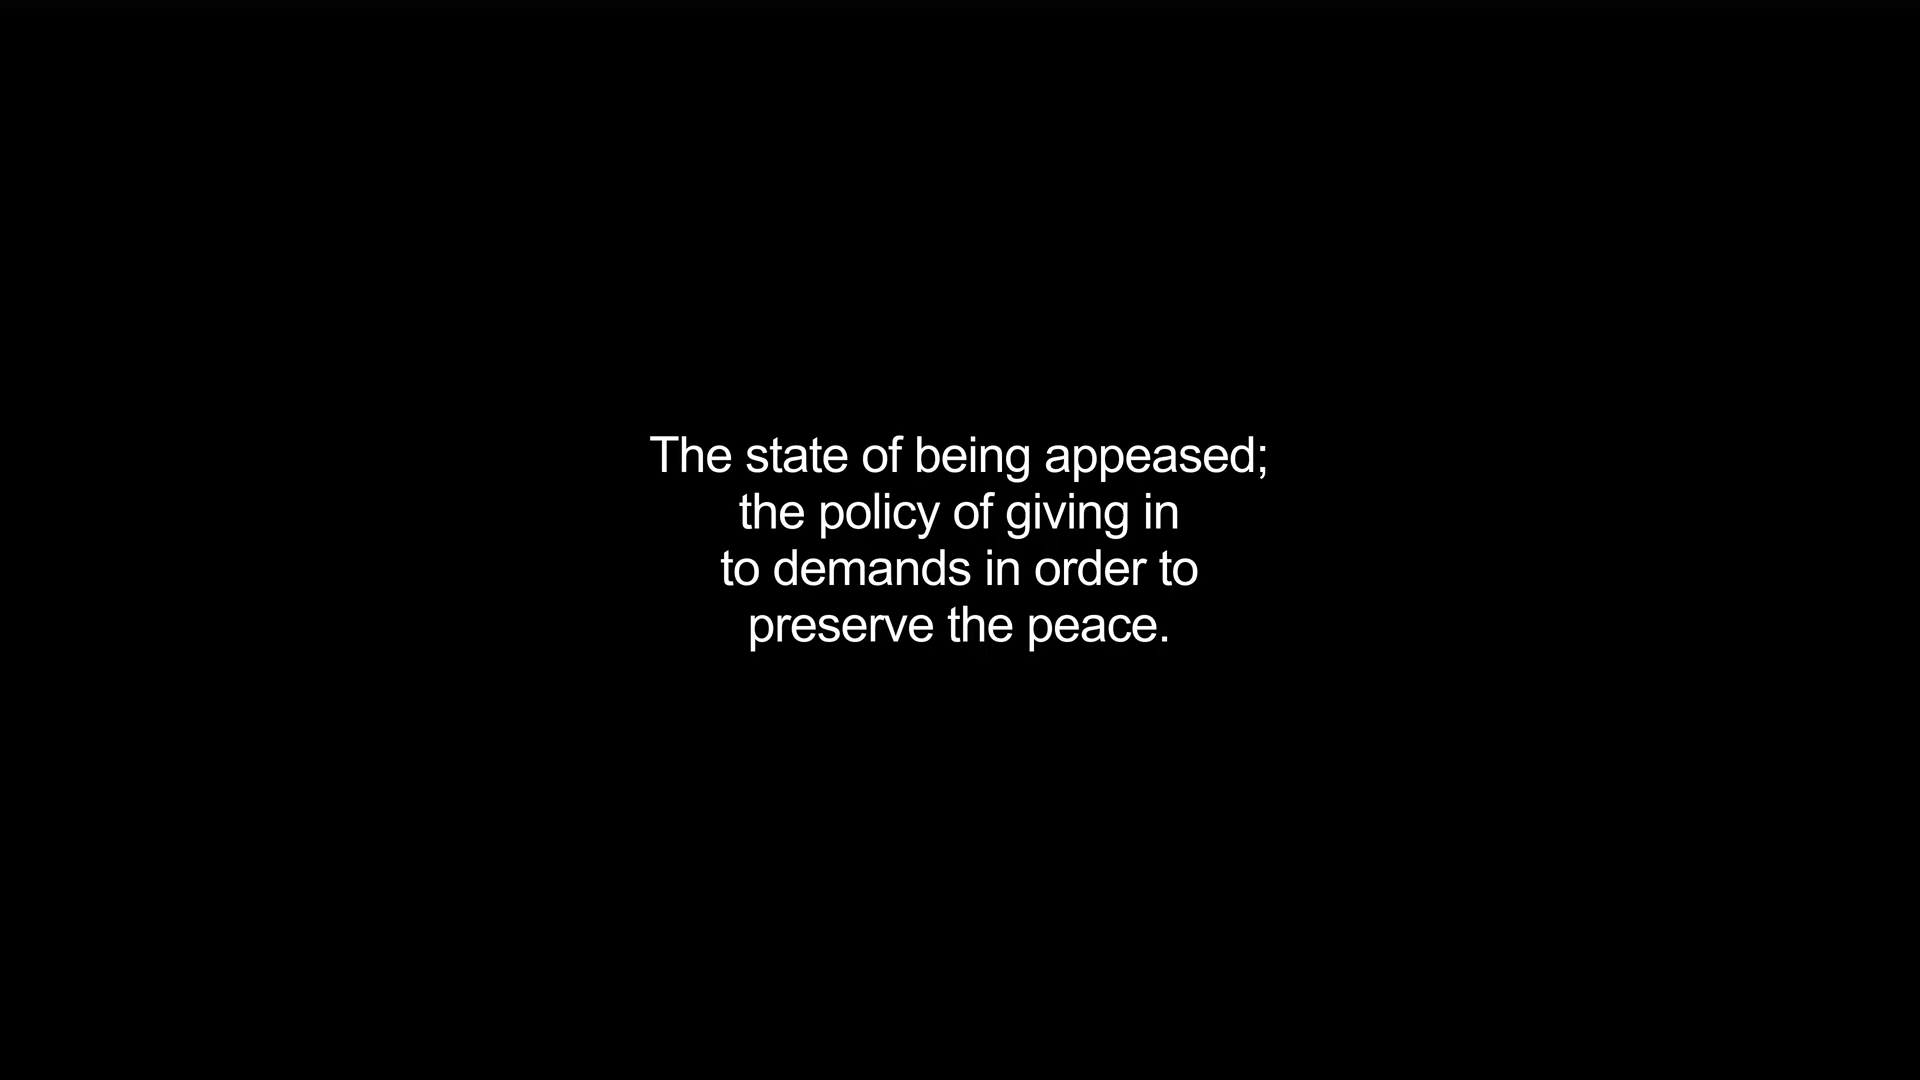 The state of being appeased;
the policy of giving in
to demands in order to
preserve the peace.